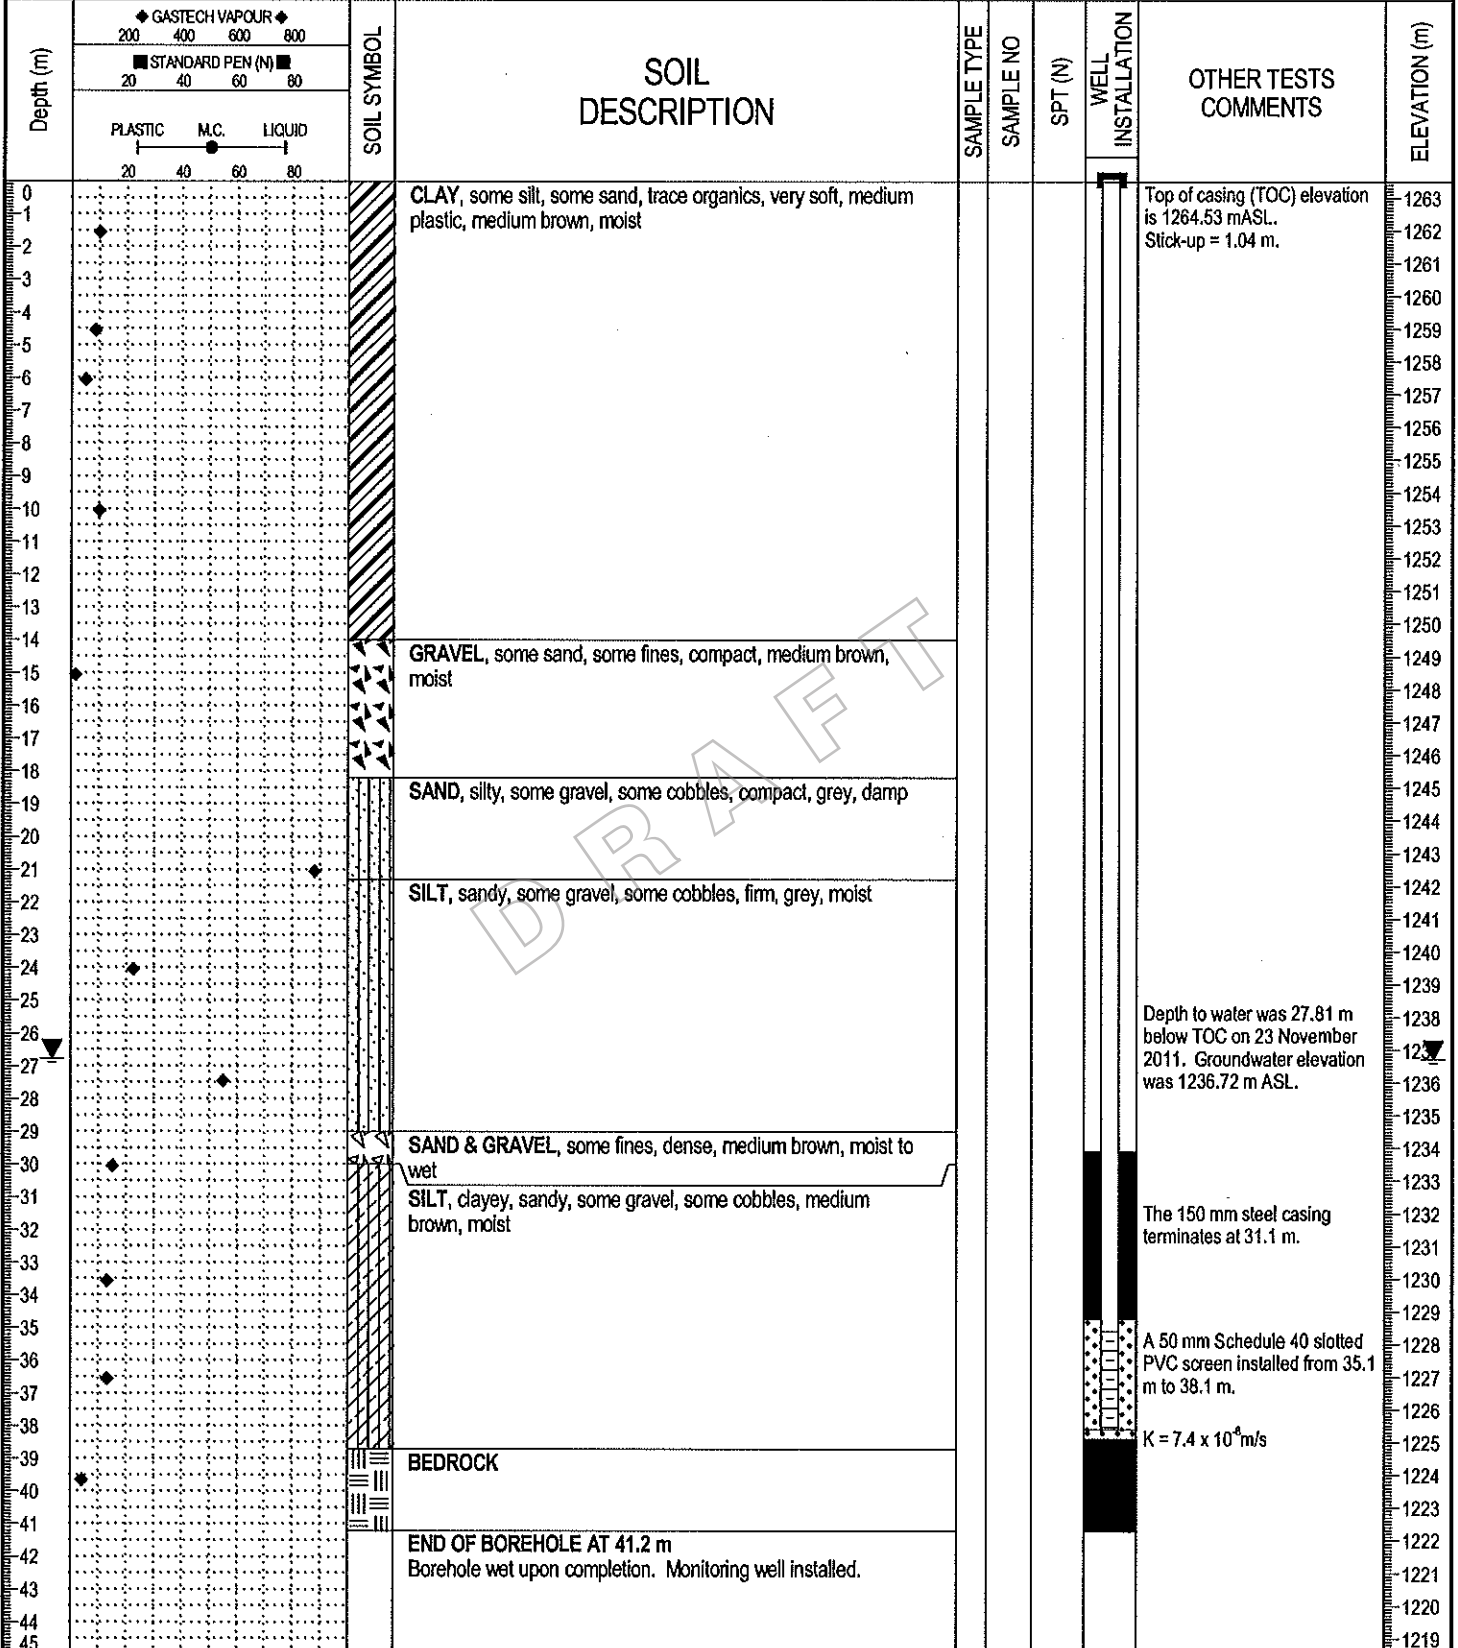 ◆ GASTECH VAPOUR ◆
200 400 600 800
■ STANDARD PEN (N) ■
20 40 60 80
PLASTIC M.C. LIQUID
20 40 60 80
Depth (m)
SOIL SYMBOL
SOIL
DESCRIPTION
SAMPLE TYPE
SAMPLE NO
SPT (N)
WELL
INSTALLATION
OTHER TESTS
COMMENTS
ELEVATION (m)
0
1
2
3
4
5
6
7
8
9
10
11
12
13
14
15
16
17
18
19
20
21
22
23
24
25
26
27
28
29
30
31
32
33
34
35
36
37
38
39
40
41
42
43
44
45
CLAY, some silt, some sand, trace organics, very soft, medium
plastic, medium brown, moist
GRAVEL, some sand, some fines, compact, medium brown,
moist
SAND, silty, some gravel, some cobbles, compact, grey, damp
SILT, sandy, some gravel, some cobbles, firm, grey, moist
SAND & GRAVEL, some fines, dense, medium brown, moist to
wet
SILT, clayey, sandy, some gravel, some cobbles, medium
brown, moist
BEDROCK
END OF BOREHOLE AT 41.2 m
Borehole wet upon completion. Monitoring well installed.
DRAFT
Top of casing (TOC) elevation
is 1264.53 mASL.
Stick-up = 1.04 m.
Depth to water was 27.81 m
below TOC on 23 November
2011. Groundwater elevation
was 1236.72 m ASL.
The 150 mm steel casing
terminates at 31.1 m.
A 50 mm Schedule 40 slotted
PVC screen installed from 35.1
m to 38.1 m.
1263
1262
1261
1260
1259
1258
1257
1256
1255
1254
1253
1252
1251
1250
1249
1248
1247
1246
1245
1244
1243
1242
1241
1240
1239
1238
1236
1235
1234
1233
1232
1231
1230
1229
1228
1227
1226
1225
1224
1223
1222
1221
1220
1219